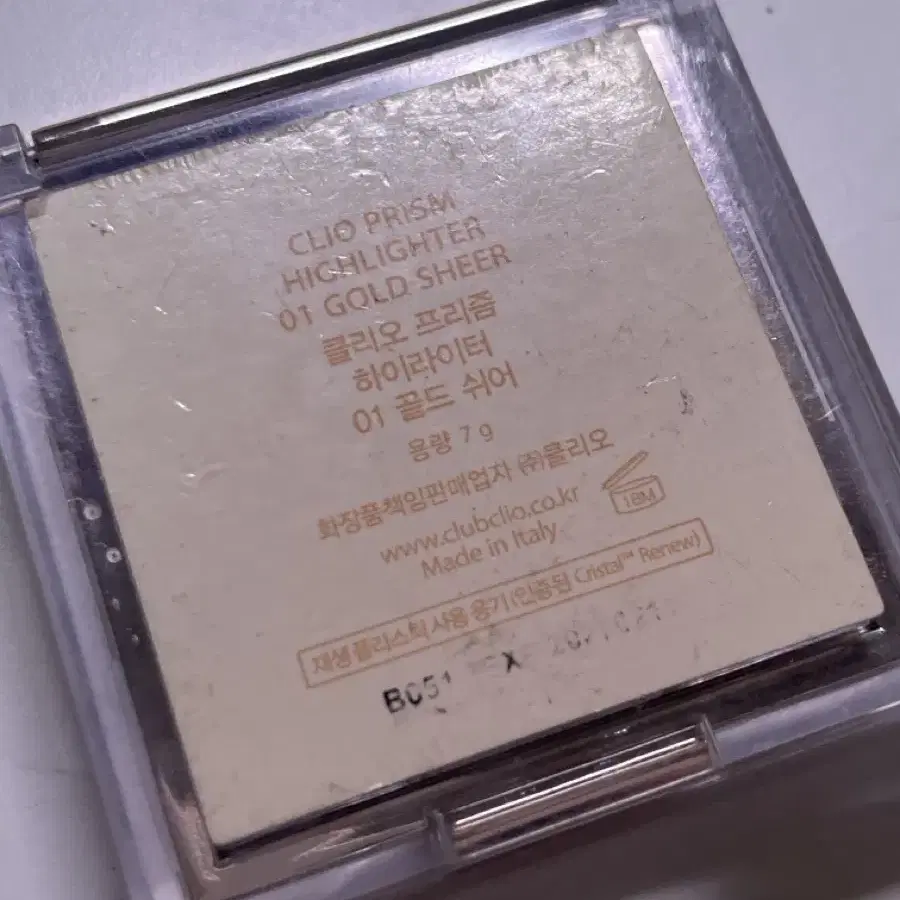 CLIO PRISM
HIGHLIGHTER
01 GOLD SHEER
클리오 프리즘
하이라이터
01 골드 쉬어
용량 7 g
화장품책임판매업자 ㈜클리오
www.clubclio.co.kr
Made in Italy
18M
재생 플라스틱 사용 용기 (인증된 Cristal™ Renew)